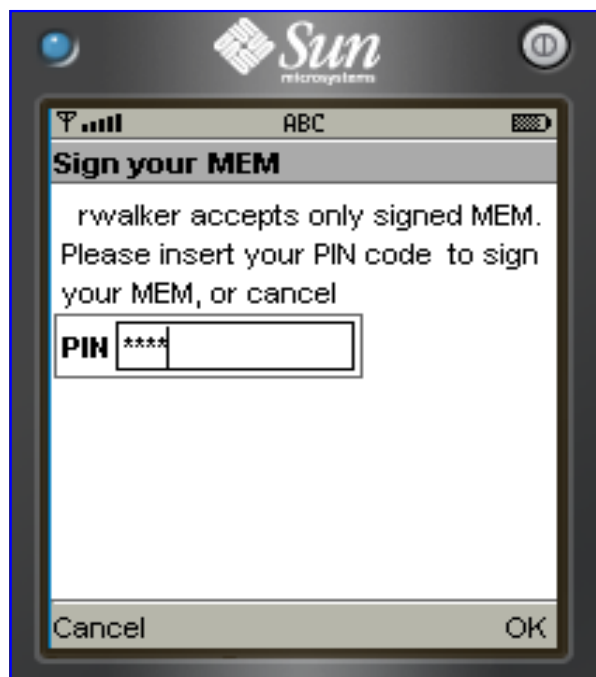 Sun
microsystems
ABC
Sign your MEM
rwalker accepts only signed MEM.
Please insert your PIN code to sign
your MEM, or cancel
PIN ****
Cancel OK